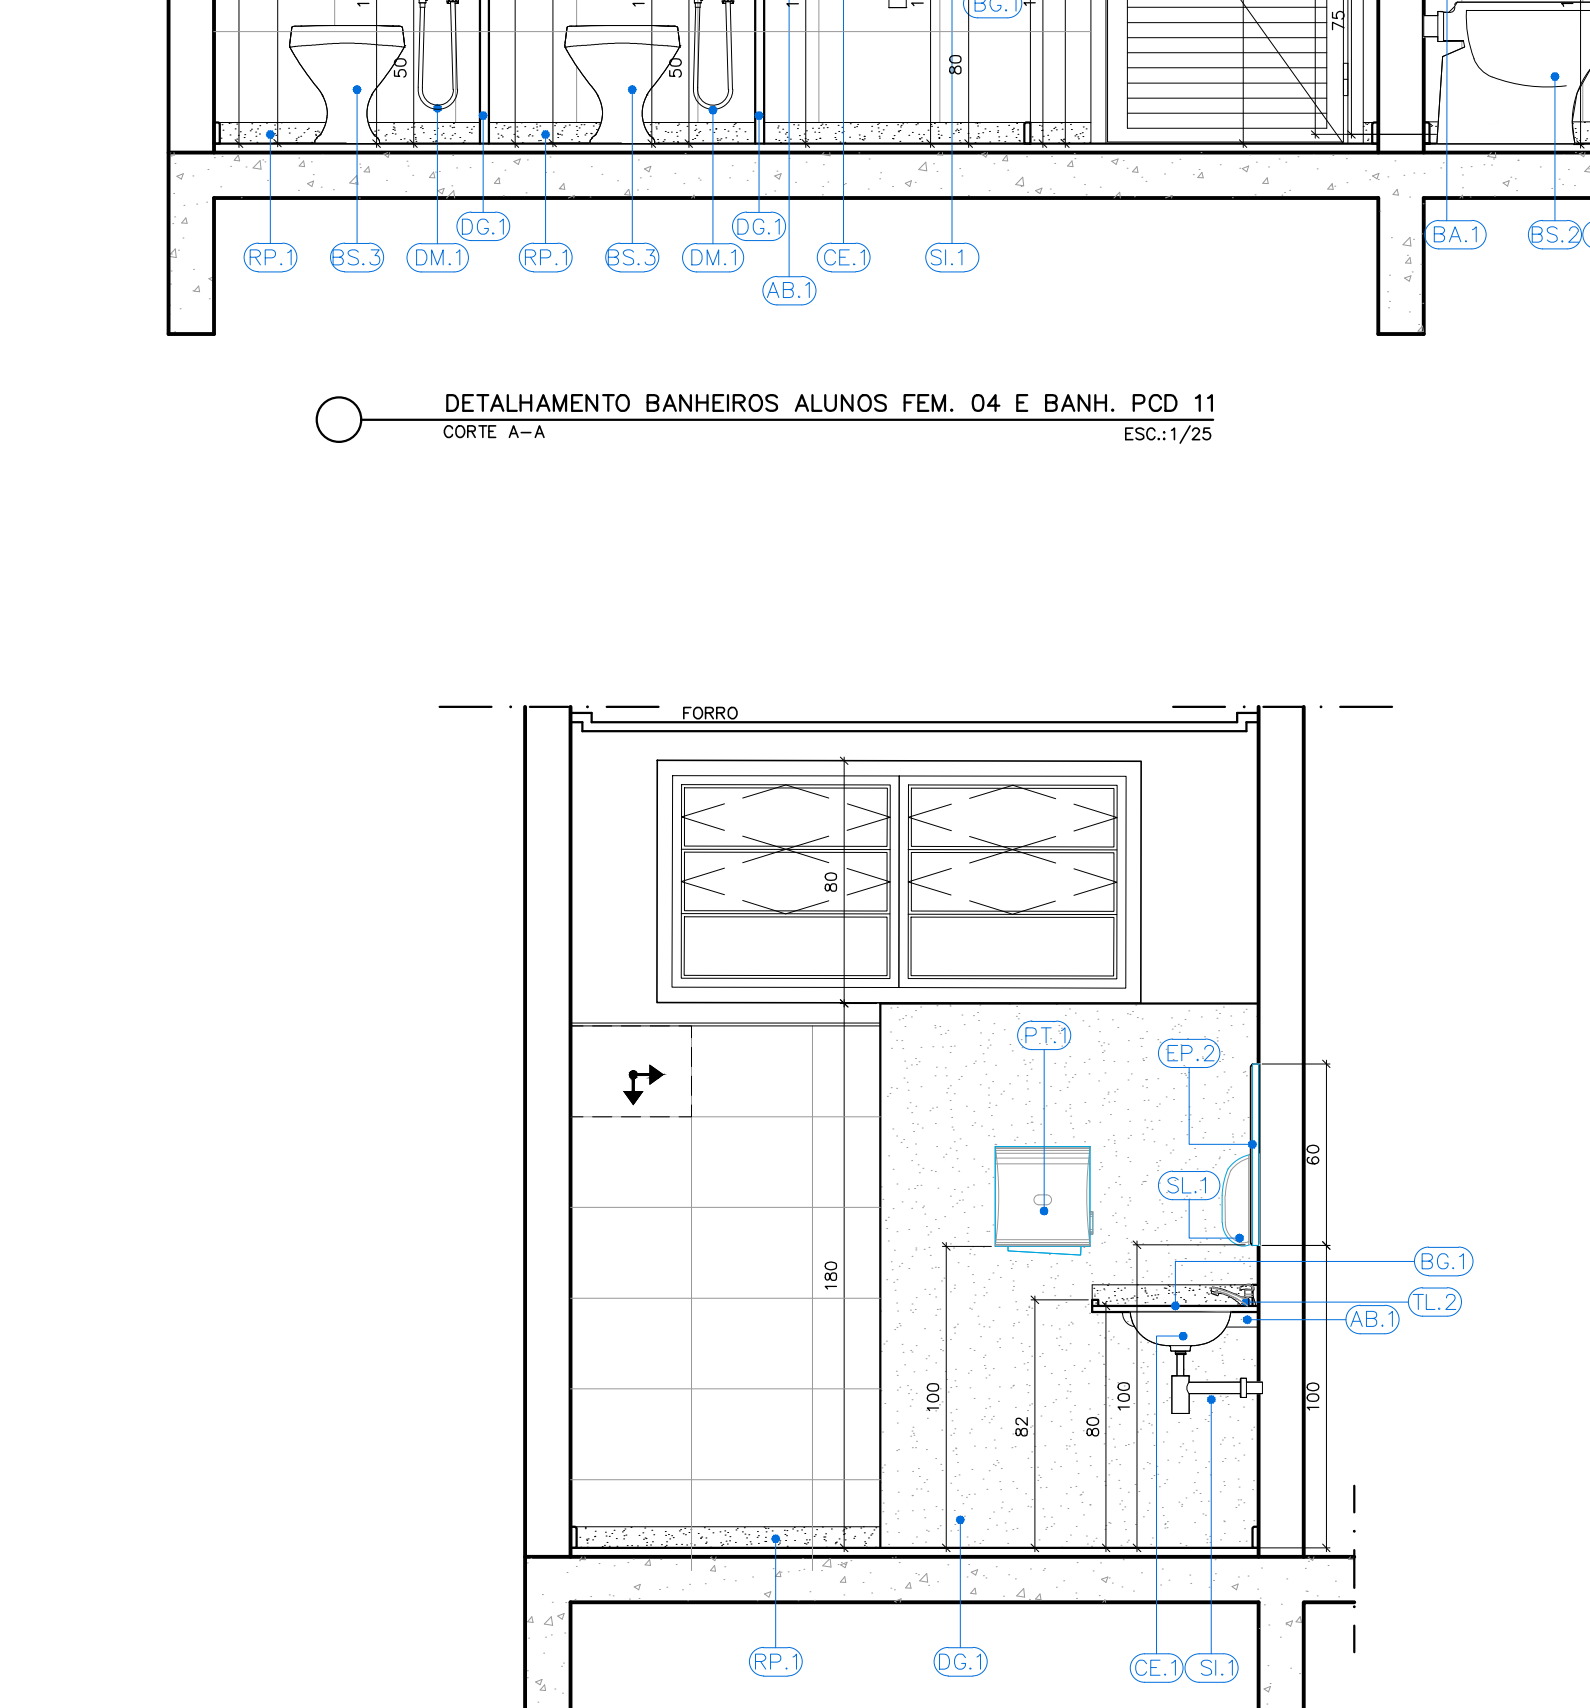 BG.1
75
50
50
80
DG.1
DG.1
BA.1
BS.2
RP.1
BS.3
DM.1
RP.1
BS.3
DM.1
CE.1
SI.1
AB.1
DETALHAMENTO BANHEIROS ALUNOS FEM. 04 E BANH. PCD 11
CORTE A-A
ESC.:1/25
FORRO
80
PT.1
EP.2
60
SL.1
BG.1
180
TL.2
AB.1
100
82
80
100
100
RP.1
DG.1
CE.1
SI.1